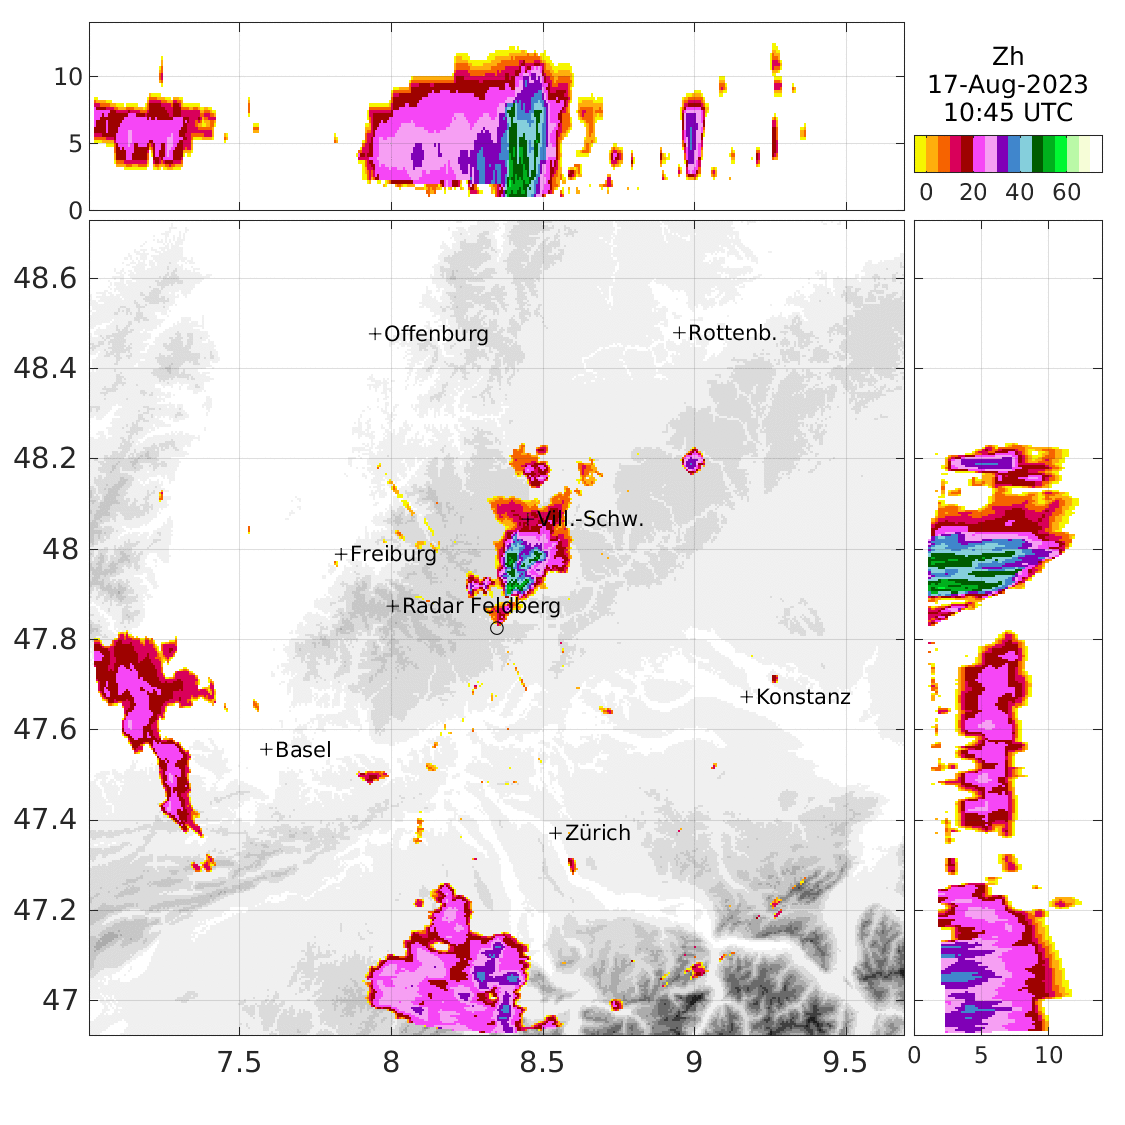 10
5
0
Zh
17-Aug-2023
10:45 UTC
0 20 40 60
48.6
48.4
48.2
48
47.8
47.6
47.4
47.2
47
+Offenburg
+Rottenb.
+Vill.-Schw.
+Freiburg
+Radar Feldberg
+Konstanz
+Basel
+Zürich
7.5 8 8.5 9 9.5
0 5 10